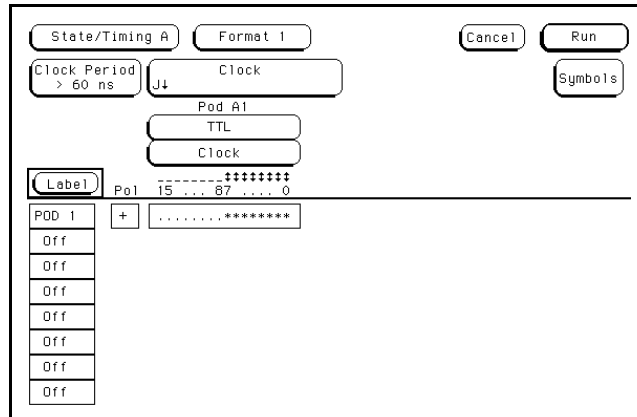 State/Timing A Format 1 Cancel Run
Clock Period > 60 ns
Clock
J↓
Symbols
Pod A1
TTL
Clock
Label Pol
--------↕↕↕↕↕↕↕↕
15 ... 87 .... 0
POD 1 + ........********
Off
Off
Off
Off
Off
Off
Off